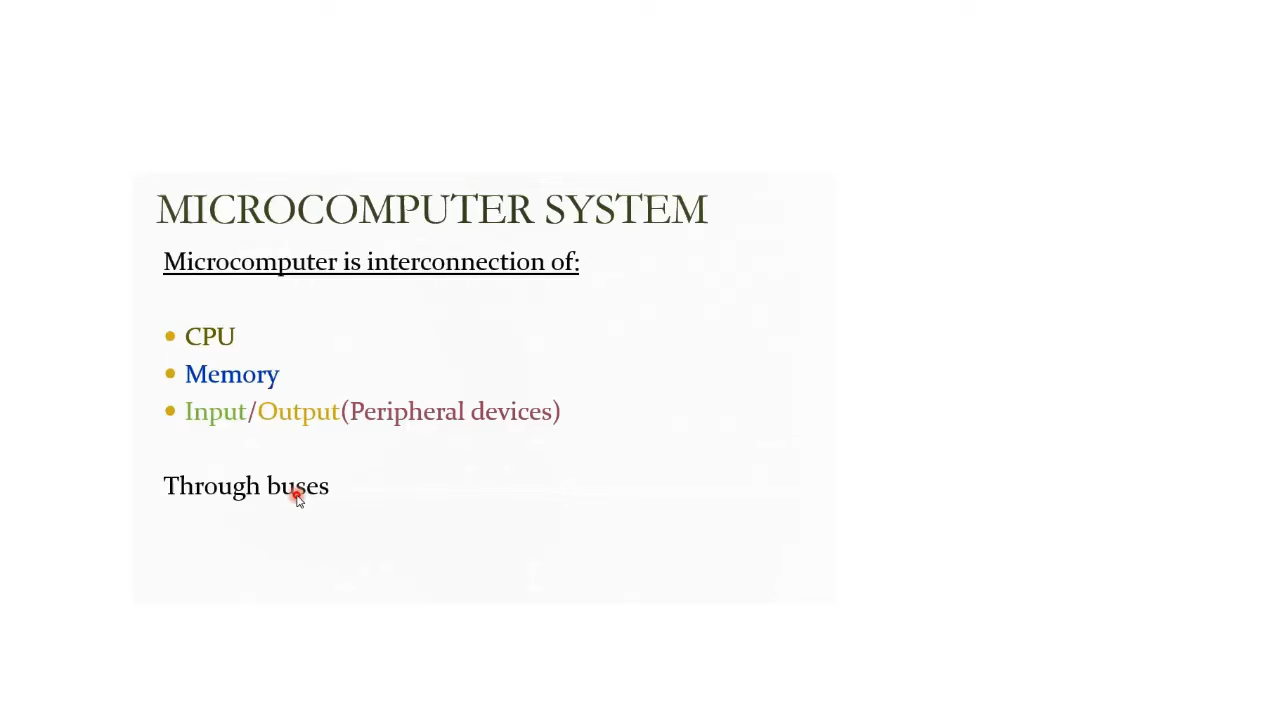 MICROCOMPUTER SYSTEM
Microcomputer is interconnection of:
• CPU
• Memory
• Input/Output(Peripheral devices)
Through buses